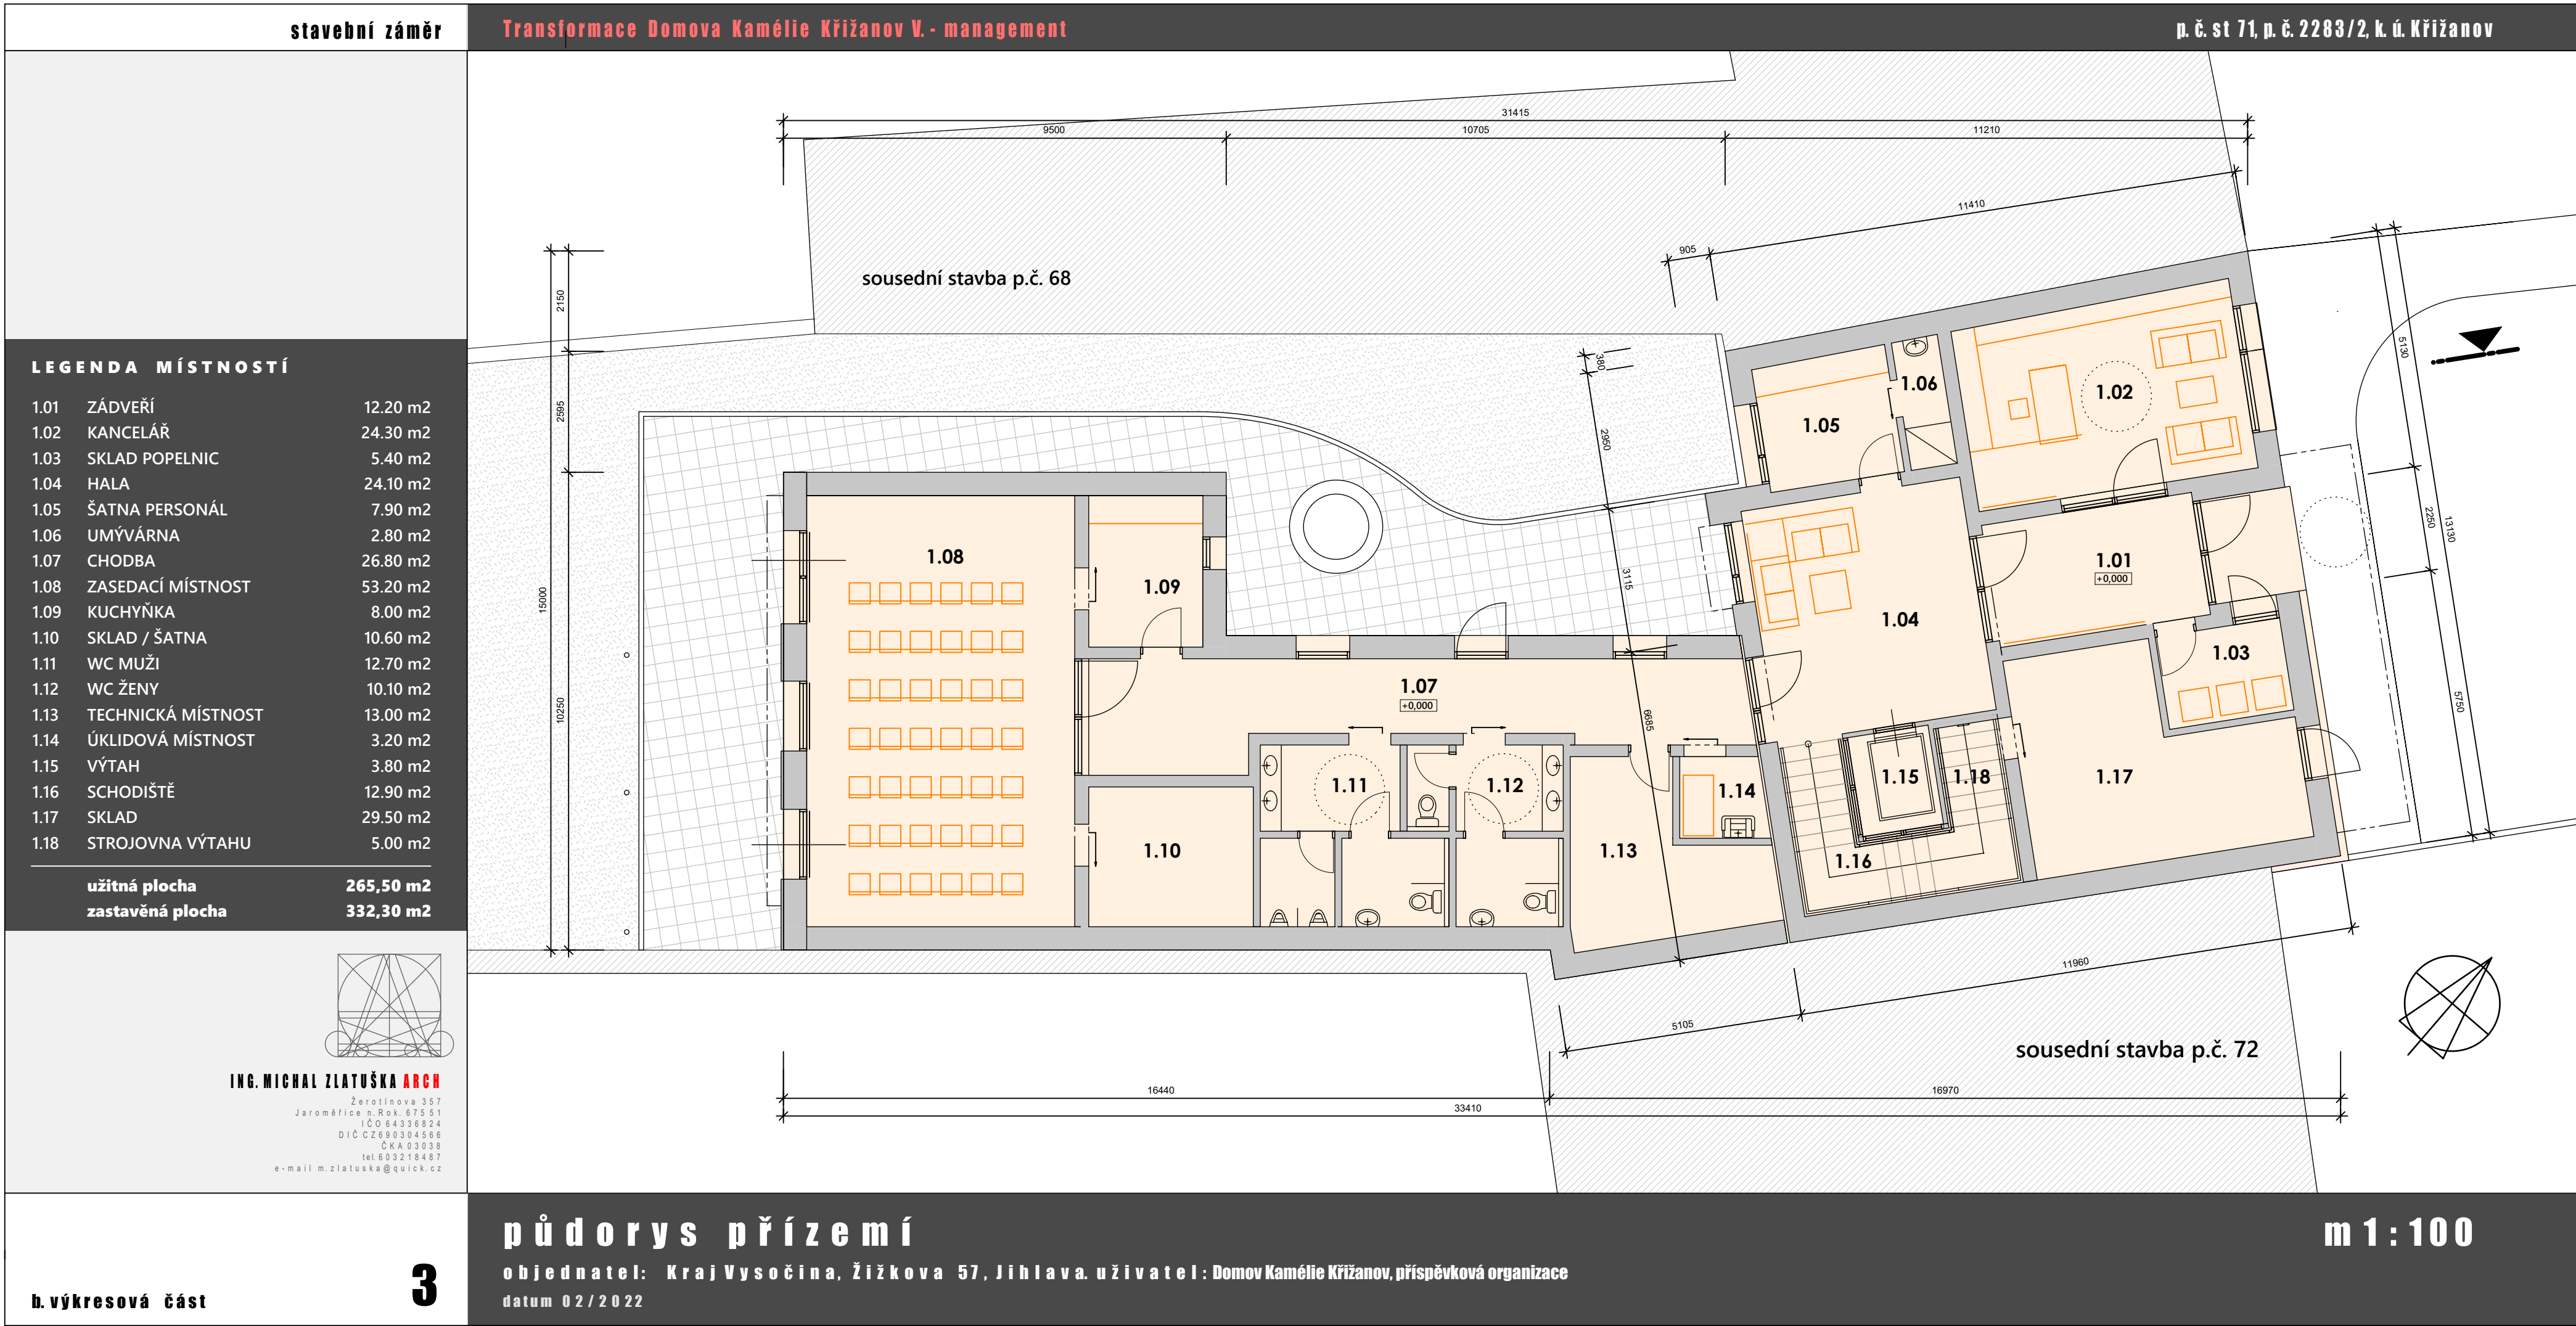 stavební záměr
Transformace Domova Kamélie Křižanov V. - management
p. č. st 71, p. č. 2283/2, k. ú. Křižanov
LEGENDA MÍSTNOSTÍ
1.01 ZÁDVEŘÍ 12.20 m2
1.02 KANCELÁŘ 24.30 m2
1.03 SKLAD POPELNIC 5.40 m2
1.04 HALA 24.10 m2
1.05 ŠATNA PERSONÁL 7.90 m2
1.06 UMÝVÁRNA 2.80 m2
1.07 CHODBA 26.80 m2
1.08 ZASEDACÍ MÍSTNOST 53.20 m2
1.09 KUCHYŇKA 8.00 m2
1.10 SKLAD / ŠATNA 10.60 m2
1.11 WC MUŽI 12.70 m2
1.12 WC ŽENY 10.10 m2
1.13 TECHNICKÁ MÍSTNOST 13.00 m2
1.14 ÚKLIDOVÁ MÍSTNOST 3.20 m2
1.15 VÝTAH 3.80 m2
1.16 SCHODIŠTĚ 12.90 m2
1.17 SKLAD 29.50 m2
1.18 STROJOVNA VÝTAHU 5.00 m2
užitná plocha 265,50 m2
zastavěná plocha 332,30 m2
ING. MICHAL ZLATUŠKA ARCH
Žerotínova 357
Jaroměřice n. Rok. 675 51
IČO 64336824
DIČ CZ690304566
ČKA 03038
tel. 603218487
e-mail m.zlatuska@quick.cz
31415
9500
10705
11210
11410
905
sousední stavba p.č. 68
2150
2595
15000
10250
3880
2950
3115
6685
5130
2250
13130
5750
1.06
1.02
1.05
1.08
1.09
1.01
+0,000
1.04
1.03
1.07
+0,000
1.11
1.12
1.14
1.15
1.18
1.17
1.10
1.13
1.16
11960
5105
sousední stavba p.č. 72
16440
16970
33410
půdorys přízemí
m 1:100
objednatel: Kraj Vysočina, Žižkova 57, Jihlava. uživatel: Domov Kamélie Křižanov, příspěvková organizace
datum 02/2022
b. výkresová část
3